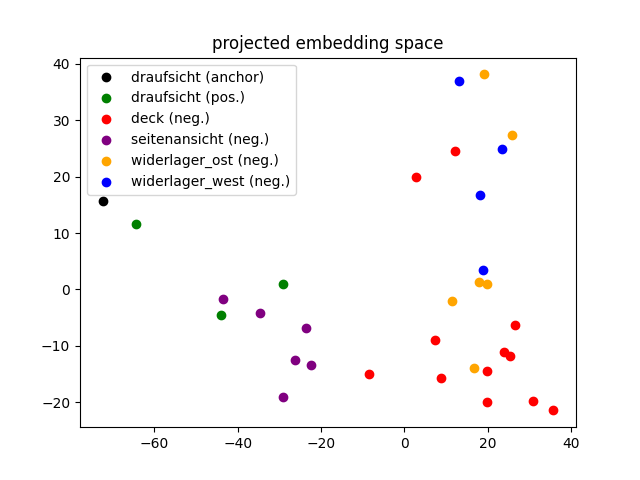 projected embedding space
draufsicht (anchor)
draufsicht (pos.)
deck (neg.)
seitenansicht (neg.)
widerlager_ost (neg.)
widerlager_west (neg.)
40
30
20
10
0
−10
−20
−60 −40 −20 0 20 40